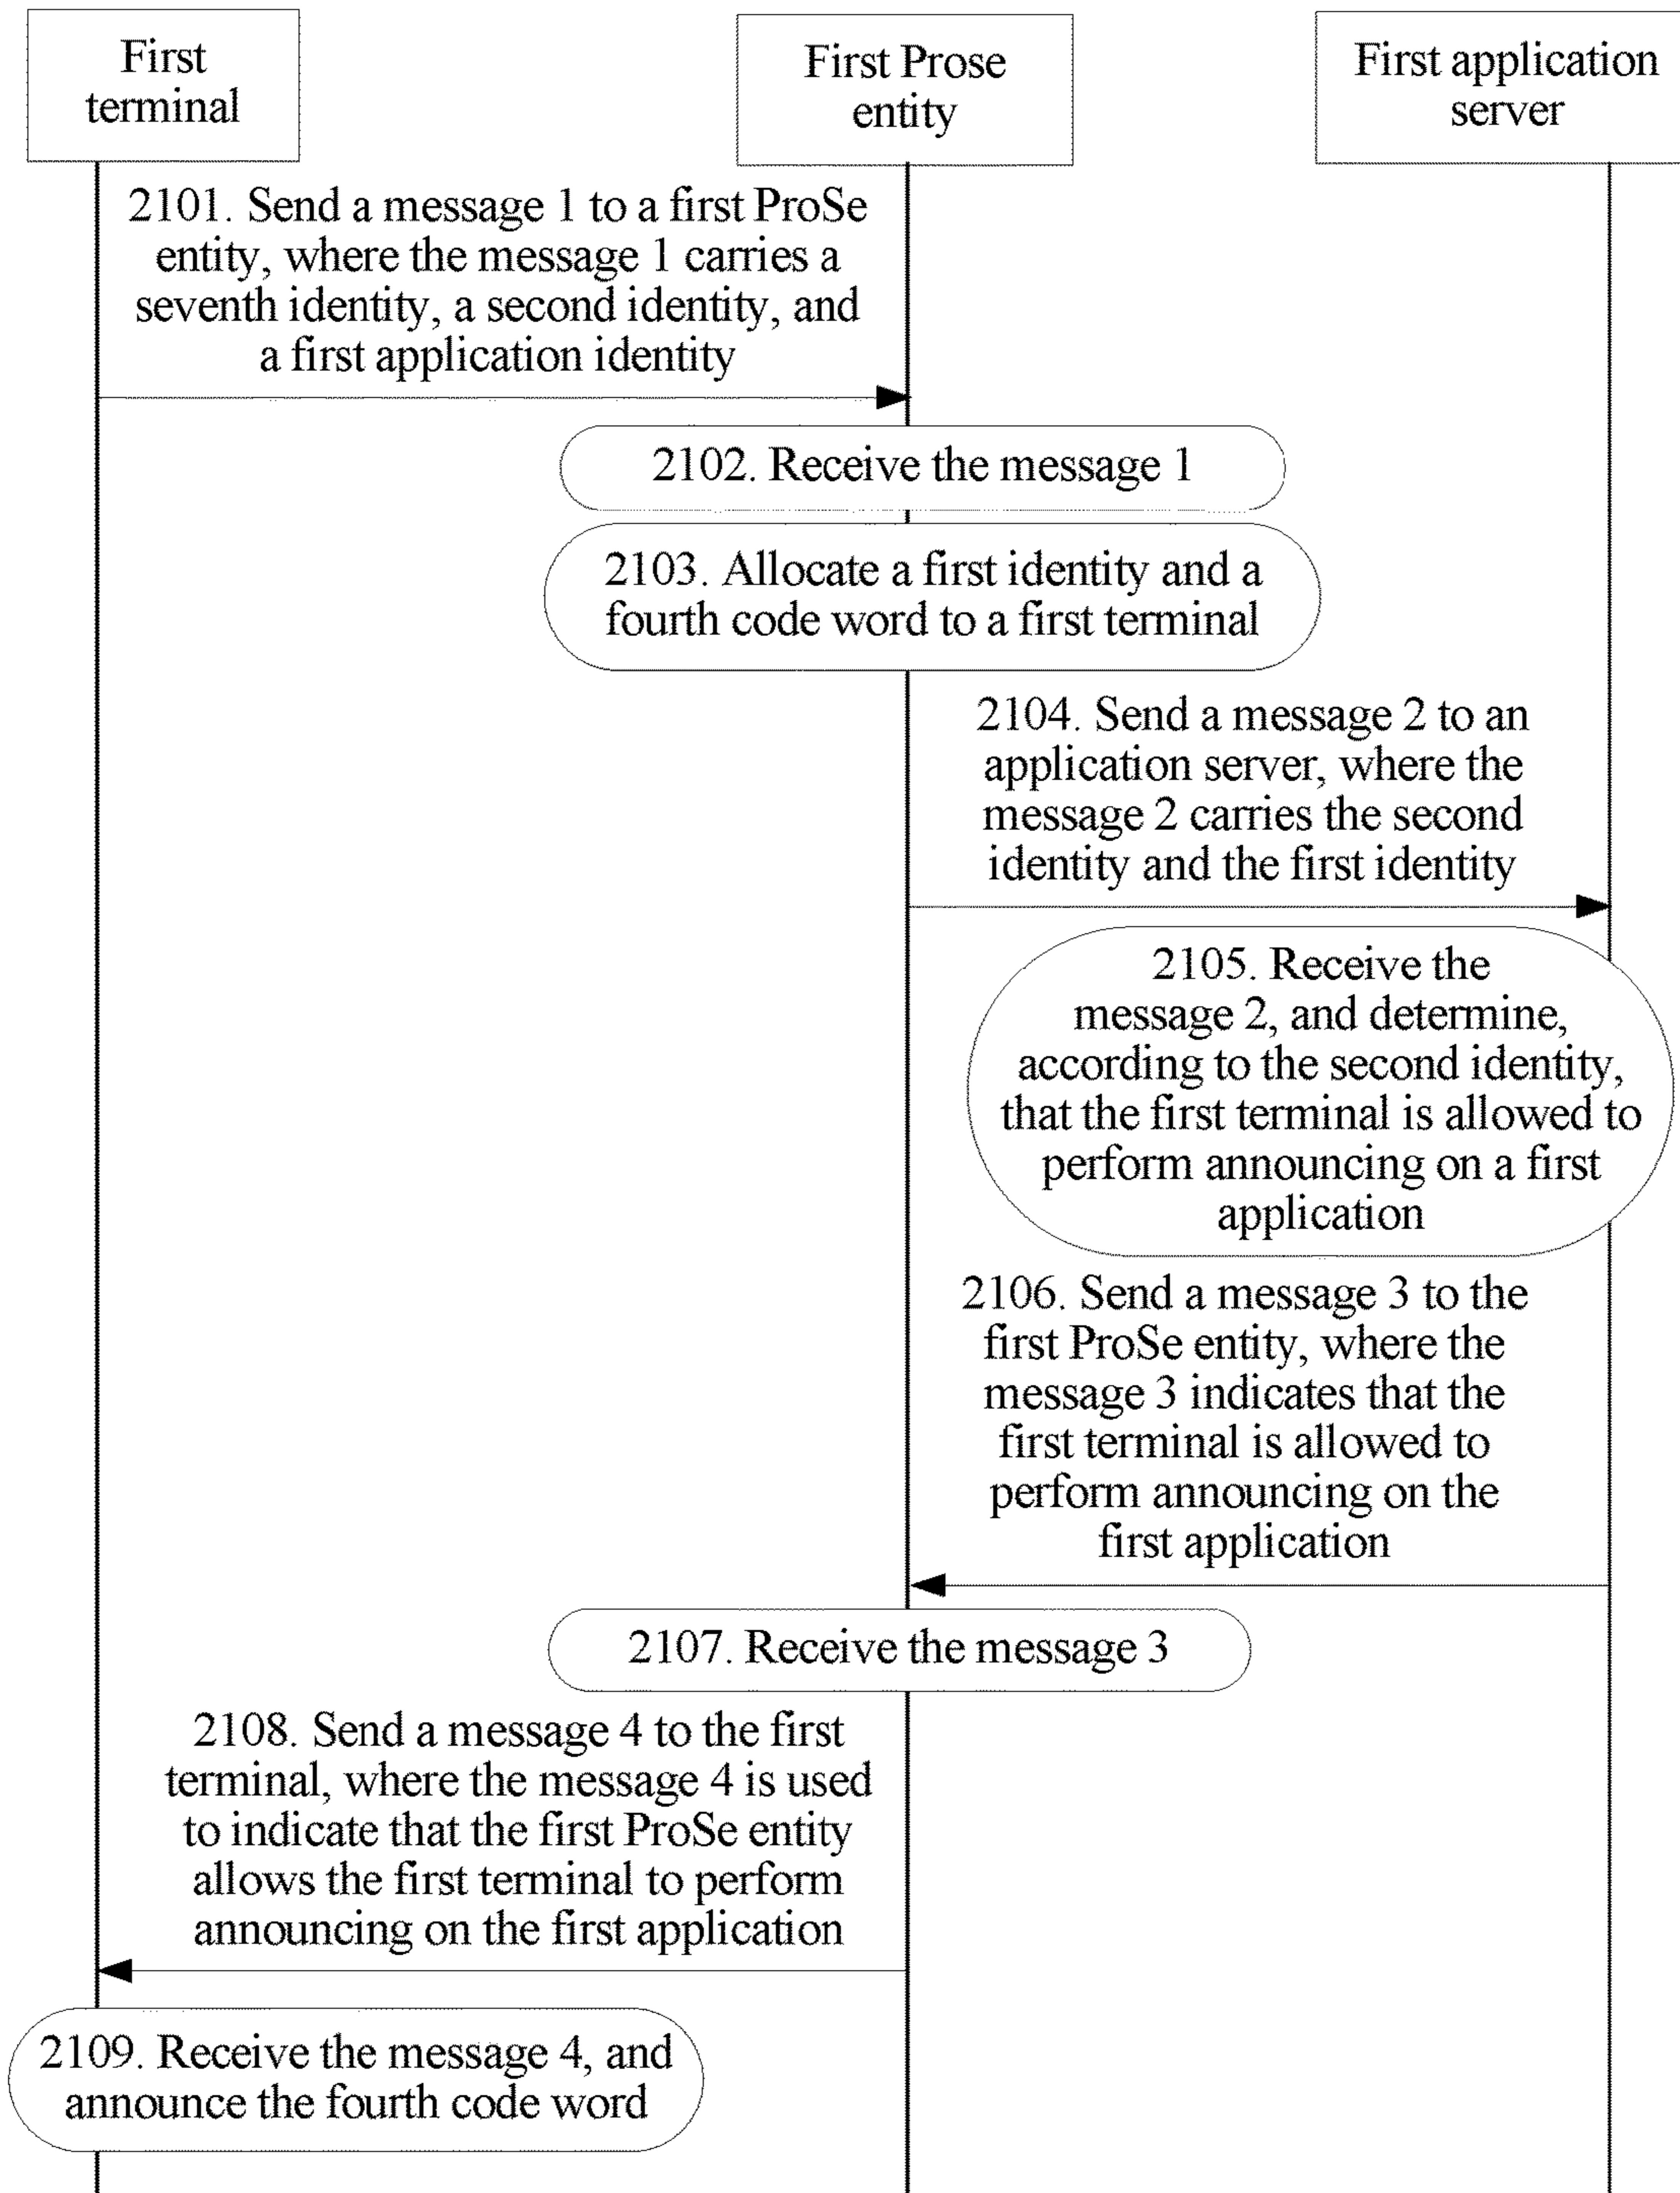 First
terminal
First Prose
entity
First application
server
2101. Send a message 1 to a first ProSe
entity, where the message 1 carries a
seventh identity, a second identity, and
a first application identity
2102. Receive the message 1
2103. Allocate a first identity and a
fourth code word to a first terminal
2104. Send a message 2 to an
application server, where the
message 2 carries the second
identity and the first identity
2105. Receive the
message 2, and determine,
according to the second identity,
that the first terminal is allowed to
perform announcing on a first
application
2106. Send a message 3 to the
first ProSe entity, where the
message 3 indicates that the
first terminal is allowed to
perform announcing on the
first application
2107. Receive the message 3
2108. Send a message 4 to the first
terminal, where the message 4 is used
to indicate that the first ProSe entity
allows the first terminal to perform
announcing on the first application
2109. Receive the message 4, and
announce the fourth code word